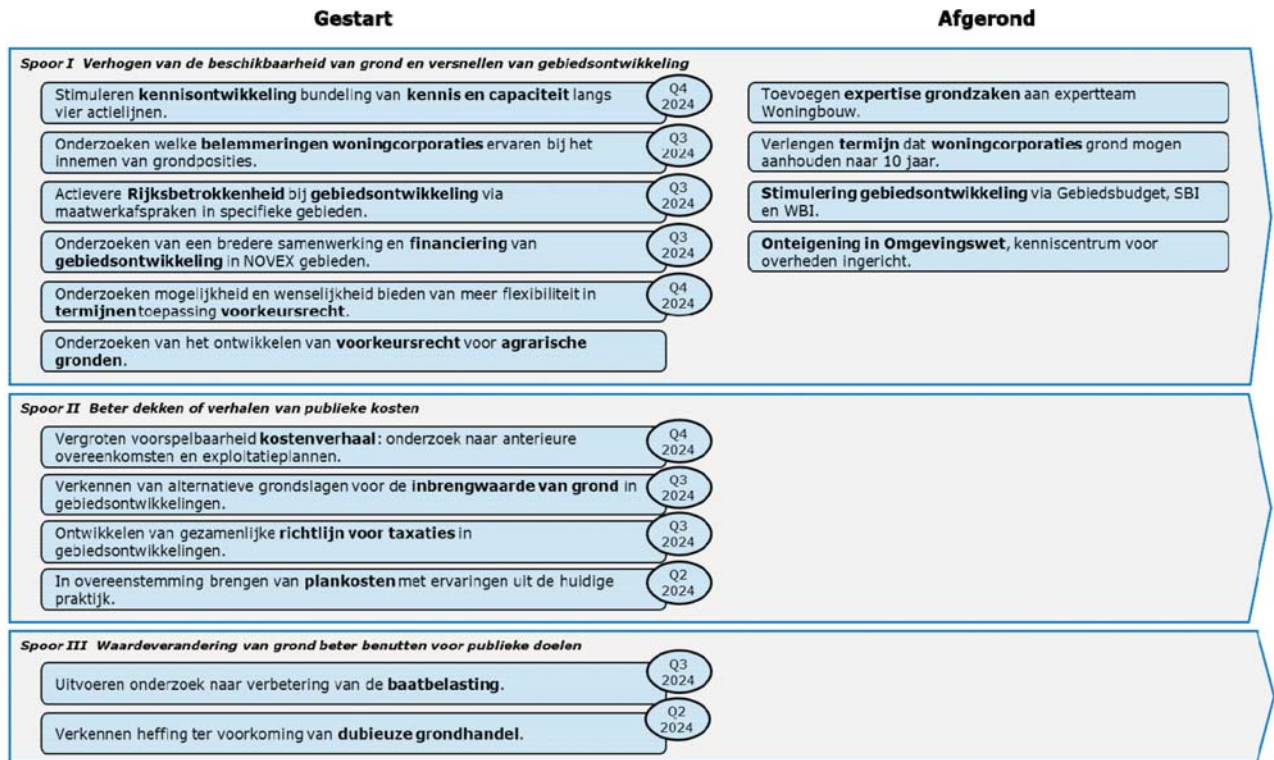 Gestart
Afgerond
Spoor I Verhogen van de beschikbaarheid van grond en versnellen van gebiedsontwikkeling
Stimuleren kennisontwikkeling bundeling van kennis en capaciteit langs
vier actielijnen.
Q4
2024
Onderzoeken welke belemmeringen woningcorporaties ervaren bij het
innemen van grondposities.
Q3
2024
Actievere Rijksbetrokkenheid bij gebiedsontwikkeling via
maatwerkafspraken in specifieke gebieden.
Q3
2024
Onderzoeken van een bredere samenwerking en financiering van
gebiedsontwikkeling in NOVEX gebieden.
Q3
2024
Onderzoeken mogelijkheid en wenselijkheid bieden van meer flexibiliteit in
termijnen toepassing voorkeursrecht.
Q4
2024
Onderzoeken van het ontwikkelen van voorkeursrecht voor agrarische
gronden.
Toevoegen expertise grondzaken aan expertteam
Woningbouw.
Verlengen termijn dat woningcorporaties grond mogen
aanhouden naar 10 jaar.
Stimulering gebiedsontwikkeling via Gebiedsbudget, SBI
en WBI.
Onteigening in Omgevingswet, kenniscentrum voor
overheden ingericht.
Spoor II Beter dekken of verhalen van publieke kosten
Vergroten voorspelbaarheid kostenverhaal: onderzoek naar anterieure
overeenkomsten en exploitatieplannen.
Q4
2024
Verkennen van alternatieve grondslagen voor de inbrengwaarde van grond in
gebiedsontwikkelingen.
Q3
2024
Ontwikkelen van gezamenlijke richtlijn voor taxaties in
gebiedsontwikkelingen.
Q3
2024
In overeenstemming brengen van plankosten met ervaringen uit de huidige
praktijk.
Q2
2024
Spoor III Waardeverandering van grond beter benutten voor publieke doelen
Uitvoeren onderzoek naar verbetering van de baatbelasting.
Q3
2024
Verkennen heffing ter voorkoming van dubieuze grondhandel.
Q2
2024